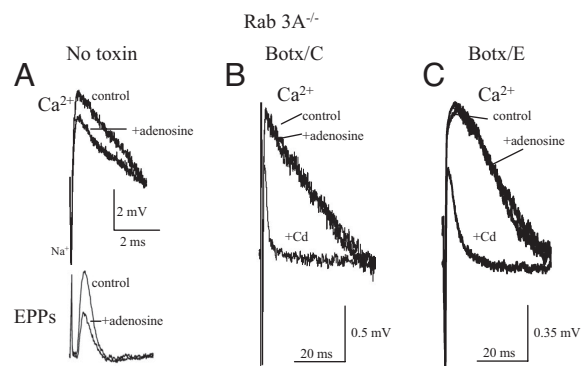 Rab 3A-/-
No toxin
Botx/C
Botx/E
A
Ca2+
control
+adenosine
2 mV
2 ms
Na+
EPPs
control
+adenosine
B
Ca2+
control
+adenosine
+Cd
0.5 mV
20 ms
C
Ca2+
control
+adenosine
+Cd
0.35 mV
20 ms